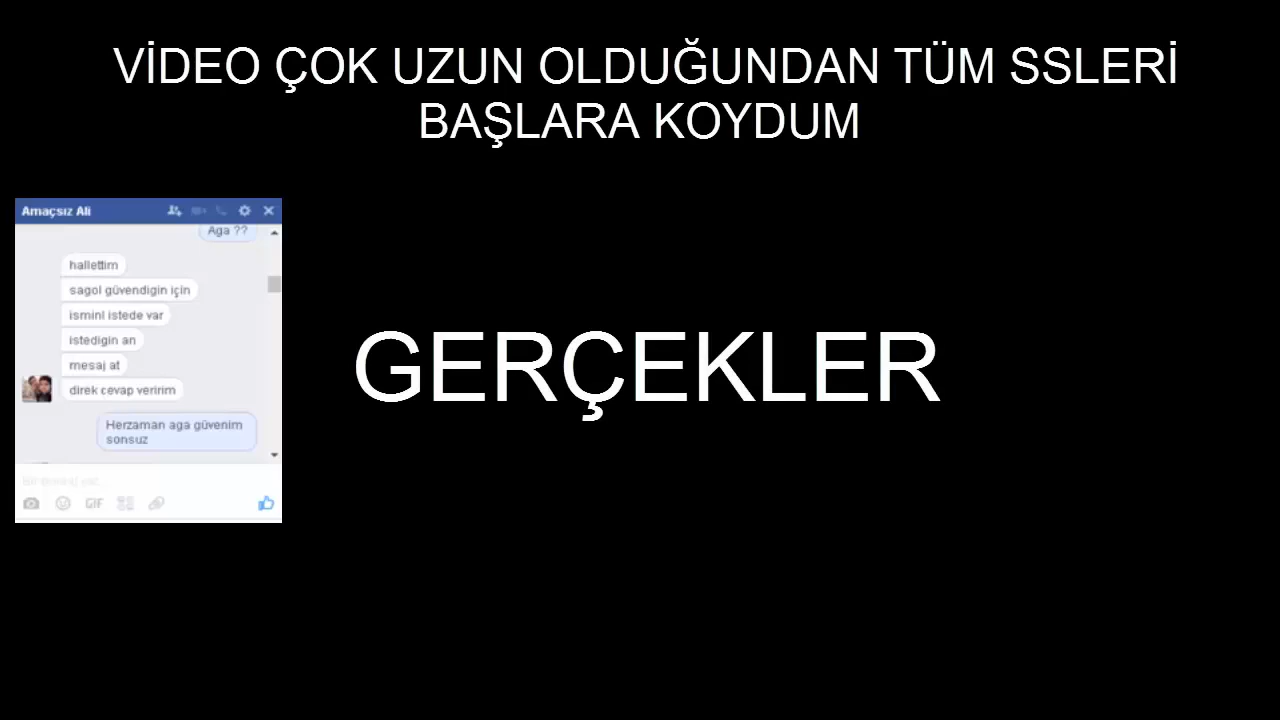 VİDEO ÇOK UZUN OLDUĞUNDAN TÜM SSLERİ
BAŞLARA KOYDUM
Amaçsız Ali
Aga ??
hallettim
sagol güvendigin için
isminl istede var
istedigin an
mesaj at
direk cevap veririm
Herzaman aga güvenim
sonsuz
GIF
GERÇEKLER